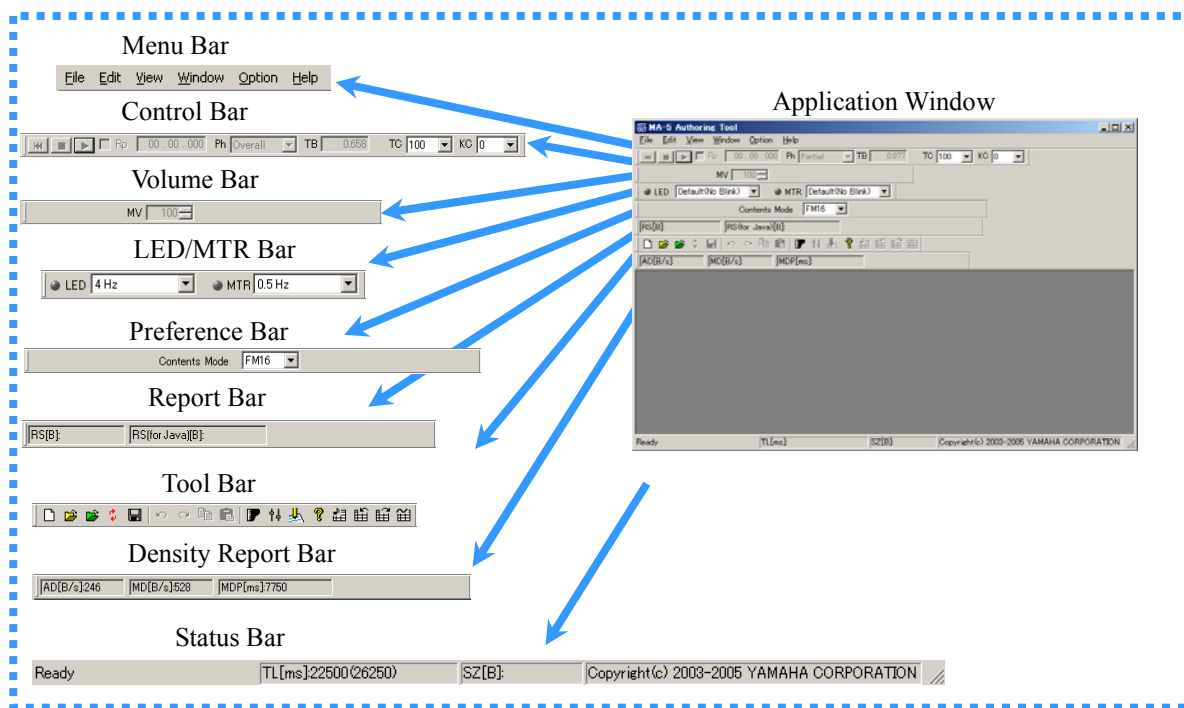 Menu Bar
File Edit View Window Option Help
Control Bar
Rp 00 . 00 . 000 Ph Overall TB 0.658 TC 100 KC 0
Volume Bar
MV 100
LED/MTR Bar
LED 4 Hz MTR 0.5 Hz
Preference Bar
Contents Mode FM16
Report Bar
RS[B]: RS(for Java)[B]:
Tool Bar
Density Report Bar
AD[B/s]:246 MD[B/s]:528 MDP[ms]:7750
Status Bar
Ready TL[ms]:22500(26250) SZ[B]: Copyright(c) 2003-2005 YAMAHA CORPORATION
Application Window
MA-5 Authoring Tool
File Edit View Window Option Help
Rp 00 . 00 . 000 Ph Partial TB 0.977 TC 100 KC 0
MV 100
LED Default(No Blink) MTR Default(No Blink)
Contents Mode FM16
RS[B]: RS(for Java)[B]:
AD[B/s]: MD[B/s]: MDP[ms]:
Ready TL[ms]: SZ[B]: Copyright(c) 2003-2005 YAMAHA CORPORATION